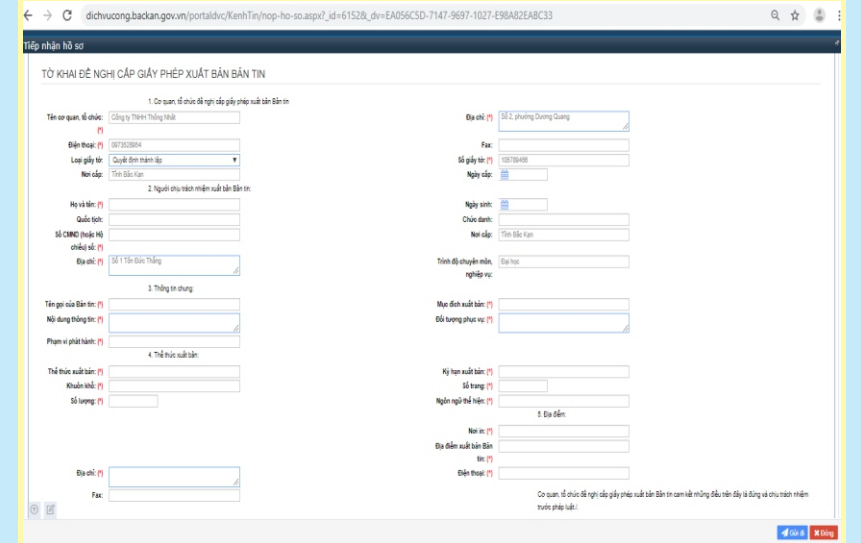 dichvucong.backan.gov.vn/portaldvc/KenhTin/nop-ho-so.aspx?_id=6152&_dv=EA056C5D-7147-9697-1027-E98A82EA8C33
Tiếp nhận hồ sơ
TỜ KHAI ĐỀ NGHỊ CẤP GIẤY PHÉP XUẤT BẢN BẢN TIN
1. Cơ quan, tổ chức đề nghị cấp giấy phép xuất bản Bản tin
Tên cơ quan, tổ chức: (*) Công ty TNHH Thống Nhất
Địa chỉ: (*) Số 2, phường Dương Quang
Điện thoại: (*) 0973528964
Fax:
Loại giấy tờ: Quyết định thành lập
Số giấy tờ: (*) 106789466
Nơi cấp: Tỉnh Bắc Kạn
Ngày cấp:
2. Người chịu trách nhiệm xuất bản Bản tin:
Họ và tên: (*)
Ngày sinh:
Quốc tịch:
Chức danh:
Số CMND (hoặc Hộ chiếu) số: (*)
Nơi cấp: Tỉnh Bắc Kạn
Địa chỉ: (*) Số 1 Tôn Đức Thắng
Trình độ chuyên môn, nghiệp vụ: Đại học
3. Thông tin chung:
Tên gọi của Bản tin: (*)
Mục đích xuất bản: (*)
Nội dung thông tin: (*)
Đối tượng phục vụ: (*)
Phạm vi phát hành: (*)
4. Thể thức xuất bản:
Thể thức xuất bản: (*)
Kỳ hạn xuất bản: (*)
Khuôn khổ: (*)
Số trang: (*)
Số lượng: (*)
Ngôn ngữ thể hiện: (*)
5. Địa điểm:
Nơi in: (*)
Địa điểm xuất bản Bản tin: (*)
Địa chỉ: (*)
Điện thoại: (*)
Fax:
Cơ quan, tổ chức đề nghị cấp giấy phép xuất bản Bản tin cam kết những điều trên đây là đúng và chịu trách nhiệm
trước pháp luật./.
Gửi đi
Đóng